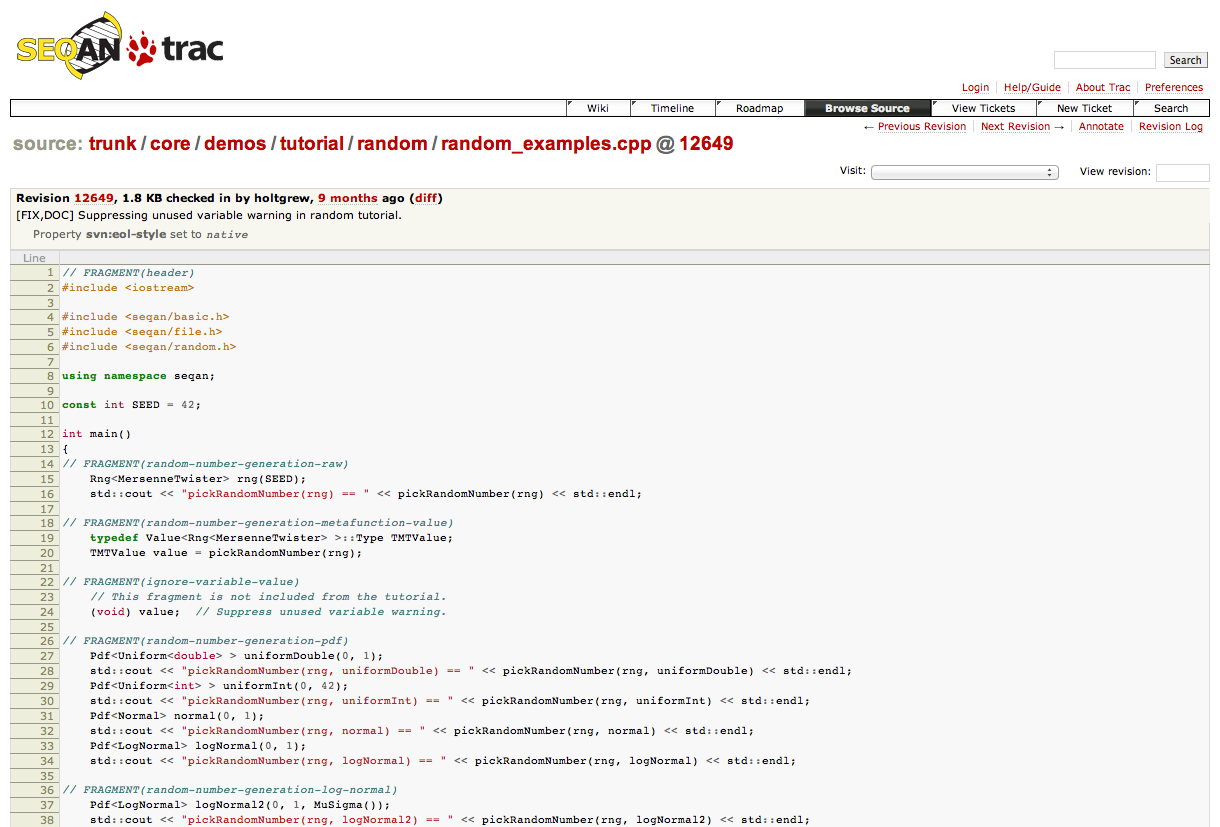 SEQAN trac
Search
Login Help/Guide About Trac Preferences
Wiki Timeline Roadmap Browse Source View Tickets New Ticket Search
← Previous Revision Next Revision → Annotate Revision Log
source: trunk / core / demos / tutorial / random / random_examples.cpp @ 12649
Visit: View revision:
Revision 12649, 1.8 KB checked in by holtgrew, 9 months ago (diff)
[FIX,DOC] Suppressing unused variable warning in random tutorial.
Property svn:eol-style set to native
Line
1 // FRAGMENT(header)
2 #include <iostream>
3
4 #include <seqan/basic.h>
5 #include <seqan/file.h>
6 #include <seqan/random.h>
7
8 using namespace seqan;
9
10 const int SEED = 42;
11
12 int main()
13 {
14 // FRAGMENT(random-number-generation-raw)
15     Rng<MersenneTwister> rng(SEED);
16     std::cout << "pickRandomNumber(rng) == " << pickRandomNumber(rng) << std::endl;
17
18 // FRAGMENT(random-number-generation-metafunction-value)
19     typedef Value<Rng<MersenneTwister> >::Type TMTValue;
20     TMTValue value = pickRandomNumber(rng);
21
22 // FRAGMENT(ignore-variable-value)
23     // This fragment is not included from the tutorial.
24     (void) value;  // Suppress unused variable warning.
25
26 // FRAGMENT(random-number-generation-pdf)
27     Pdf<Uniform<double> > uniformDouble(0, 1);
28     std::cout << "pickRandomNumber(rng, uniformDouble) == " << pickRandomNumber(rng, uniformDouble) << std::endl;
29     Pdf<Uniform<int> > uniformInt(0, 42);
30     std::cout << "pickRandomNumber(rng, uniformInt) == " << pickRandomNumber(rng, uniformInt) << std::endl;
31     Pdf<Normal> normal(0, 1);
32     std::cout << "pickRandomNumber(rng, normal) == " << pickRandomNumber(rng, normal) << std::endl;
33     Pdf<LogNormal> logNormal(0, 1);
34     std::cout << "pickRandomNumber(rng, logNormal) == " << pickRandomNumber(rng, logNormal) << std::endl;
35
36 // FRAGMENT(random-number-generation-log-normal)
37     Pdf<LogNormal> logNormal2(0, 1, MuSigma());
38     std::cout << "pickRandomNumber(rng, logNormal2) == " << pickRandomNumber(rng, logNormal2) << std::endl;